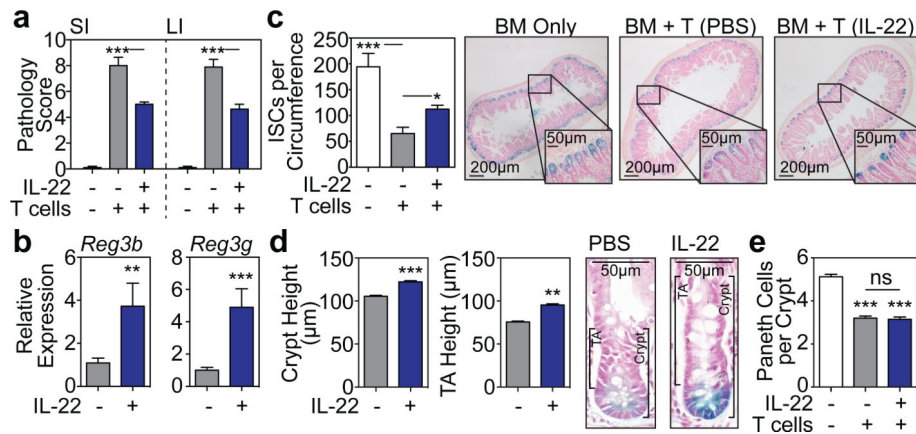 a
SI
LI
Pathology
Score
8
6
4
2
0
***
***
IL-22 - - + - - +
T cells - + + - + +
c
ISCs per
Circumference
250
200
150
100
50
0
***
*
IL-22 - - +
T cells - + +
BM Only
50µm
200µm
BM + T (PBS)
50µm
200µm
BM + T (IL-22)
50µm
200µm
b
Relative
Expression
Reg3b
6
4
2
0
**
Reg3g
8
6
4
2
0
***
IL-22 - + - +
d
Crypt Height
(µm)
150
100
50
0
***
TA Height (µm)
150
100
50
0
**
IL-22 - + - +
PBS
50µm
TA
Crypt
IL-22
50µm
TA
Crypt
e
Paneth Cells
per Crypt
6
4
2
0
ns
*** ***
IL-22 - - +
T cells - + +